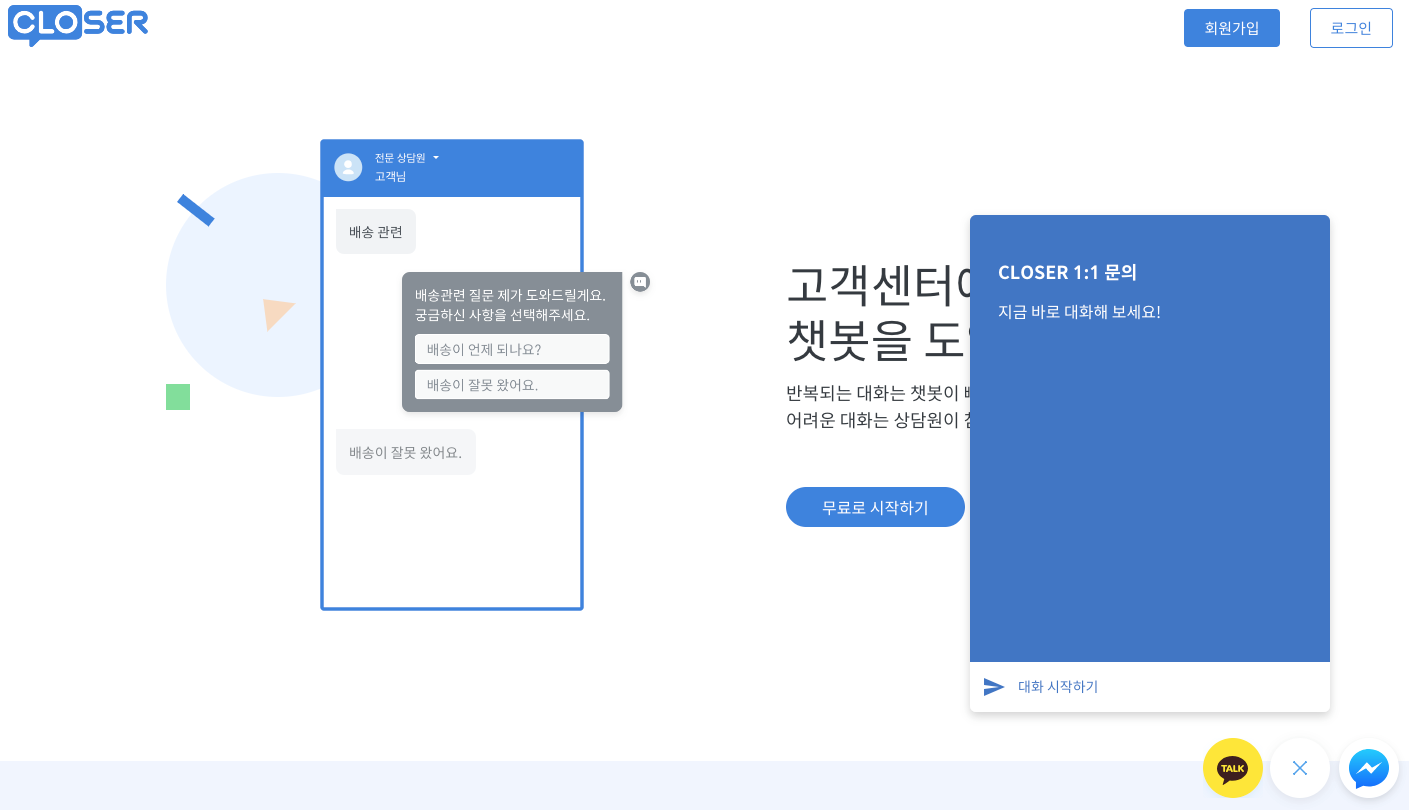 CLOSER
회원가입
로그인
전문 상담원
고객님
배송 관련
배송관련 질문 제가 도와드릴게요.
궁금하신 사항을 선택해주세요.
배송이 언제 되나요?
배송이 잘못 왔어요.
배송이 잘못 왔어요.
고객센터에
챗봇을
반복되는 대화는 챗봇이
어려운 대화는 상담원이
무료로 시작하기
CLOSER 1:1 문의
지금 바로 대화해 보세요!
대화 시작하기
TALK